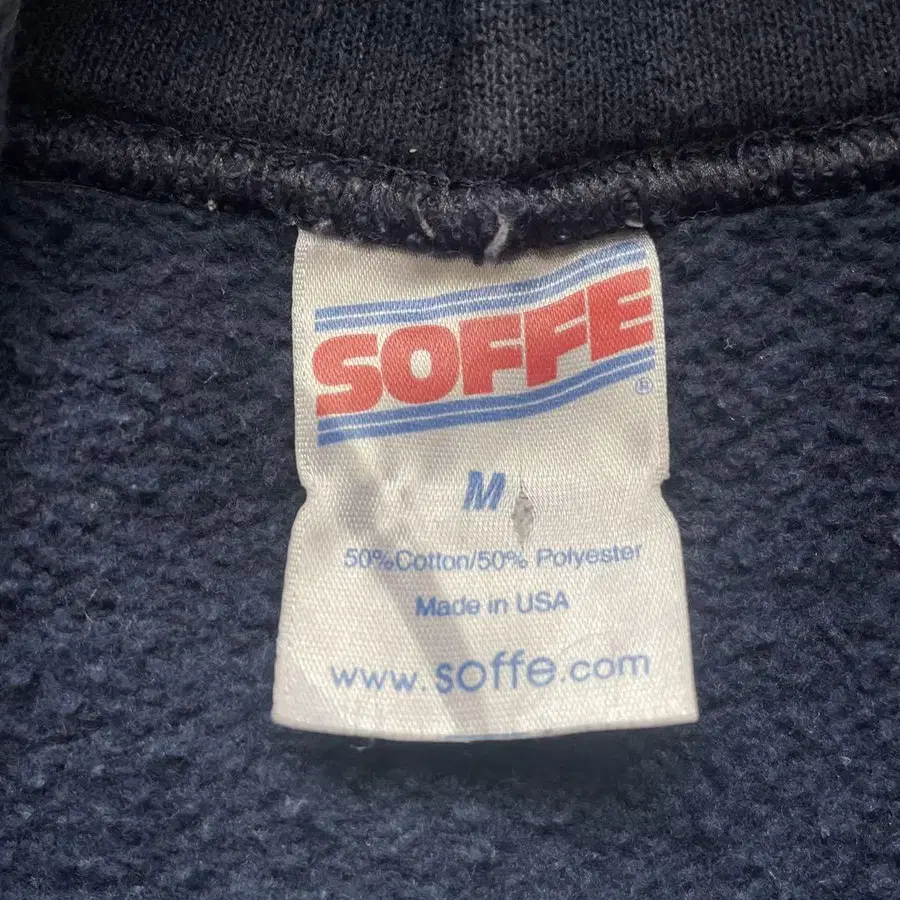 SOFFE
®
M
50%Cotton/50% Polyester
Made in USA
www.soffe.com